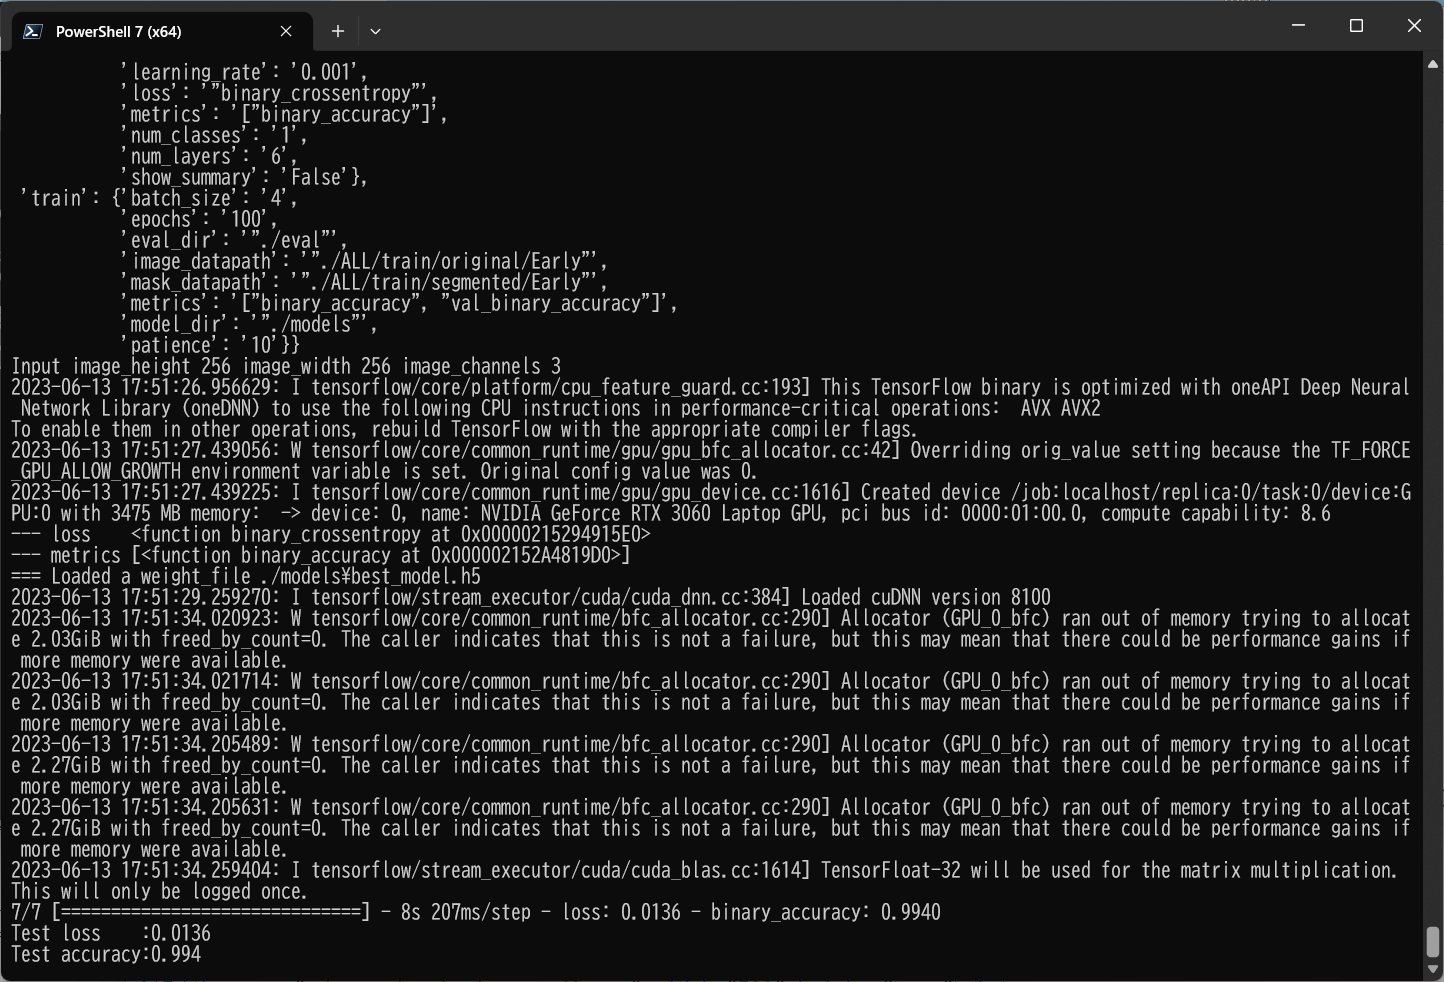 PowerShell 7 (x64)
'learning_rate': '0.001',
'loss': '"binary_crossentropy"',
'metrics': '["binary_accuracy"]',
'num_classes': '1',
'num_layers': '6',
'show_summary': 'False'},
'train': {'batch_size': '4',
'epochs': '100',
'eval_dir': '"./eval"',
'image_datapath': '"./ALL/train/original/Early"',
'mask_datapath': '"./ALL/train/segmented/Early"',
'metrics': '["binary_accuracy", "val_binary_accuracy"]',
'model_dir': '"./models"',
'patience': '10'}}
Input image_height 256 image_width 256 image_channels 3
2023-06-13 17:51:26.956629: I tensorflow/core/platform/cpu_feature_guard.cc:193] This TensorFlow binary is optimized with oneAPI Deep Neural
Network Library (oneDNN) to use the following CPU instructions in performance-critical operations:  AVX AVX2
To enable them in other operations, rebuild TensorFlow with the appropriate compiler flags.
2023-06-13 17:51:27.439056: W tensorflow/core/common_runtime/gpu/gpu_bfc_allocator.cc:42] Overriding orig_value setting because the TF_FORCE
_GPU_ALLOW_GROWTH environment variable is set. Original config value was 0.
2023-06-13 17:51:27.439225: I tensorflow/core/common_runtime/gpu/gpu_device.cc:1616] Created device /job:localhost/replica:0/task:0/device:G
PU:0 with 3475 MB memory:  -> device: 0, name: NVIDIA GeForce RTX 3060 Laptop GPU, pci bus id: 0000:01:00.0, compute capability: 8.6
--- loss    <function binary_crossentropy at 0x00000215294915E0>
--- metrics [<function binary_accuracy at 0x000002152A4819D0>]
=== Loaded a weight_file ./models¥best_model.h5
2023-06-13 17:51:29.259270: I tensorflow/stream_executor/cuda/cuda_dnn.cc:384] Loaded cuDNN version 8100
2023-06-13 17:51:34.020923: W tensorflow/core/common_runtime/bfc_allocator.cc:290] Allocator (GPU_0_bfc) ran out of memory trying to allocat
e 2.03GiB with freed_by_count=0. The caller indicates that this is not a failure, but this may mean that there could be performance gains if
more memory were available.
2023-06-13 17:51:34.021714: W tensorflow/core/common_runtime/bfc_allocator.cc:290] Allocator (GPU_0_bfc) ran out of memory trying to allocat
e 2.03GiB with freed_by_count=0. The caller indicates that this is not a failure, but this may mean that there could be performance gains if
more memory were available.
2023-06-13 17:51:34.205489: W tensorflow/core/common_runtime/bfc_allocator.cc:290] Allocator (GPU_0_bfc) ran out of memory trying to allocat
e 2.27GiB with freed_by_count=0. The caller indicates that this is not a failure, but this may mean that there could be performance gains if
more memory were available.
2023-06-13 17:51:34.205631: W tensorflow/core/common_runtime/bfc_allocator.cc:290] Allocator (GPU_0_bfc) ran out of memory trying to allocat
e 2.27GiB with freed_by_count=0. The caller indicates that this is not a failure, but this may mean that there could be performance gains if
more memory were available.
2023-06-13 17:51:34.259404: I tensorflow/stream_executor/cuda/cuda_blas.cc:1614] TensorFloat-32 will be used for the matrix multiplication.
This will only be logged once.
7/7 [==============================] - 8s 207ms/step - loss: 0.0136 - binary_accuracy: 0.9940
Test loss    :0.0136
Test accuracy:0.994